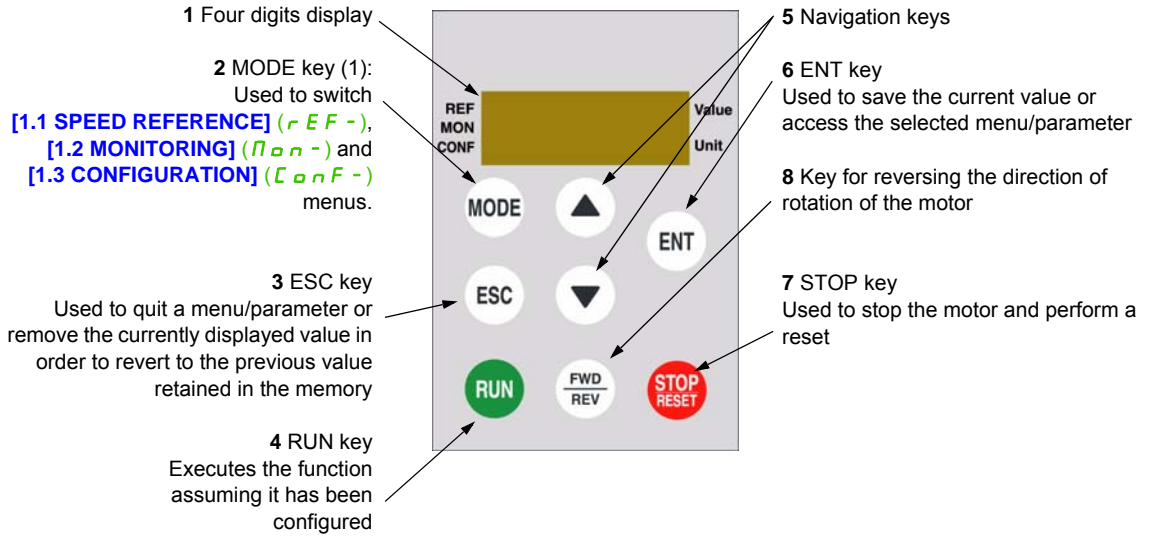 1 Four digits display
2 MODE key (1):
Used to switch
[1.1 SPEED REFERENCE] (rEF-),
[1.2 MONITORING] (Mon-) and
[1.3 CONFIGURATION] (ConF-)
menus.
3 ESC key
Used to quit a menu/parameter or
remove the currently displayed value in
order to revert to the previous value
retained in the memory
4 RUN key
Executes the function
assuming it has been
configured
REF
MON
CONF
Value
Unit
MODE
ENT
ESC
RUN
FWD
REV
STOP
RESET
5 Navigation keys
6 ENT key
Used to save the current value or
access the selected menu/parameter
8 Key for reversing the direction of
rotation of the motor
7 STOP key
Used to stop the motor and perform a
reset